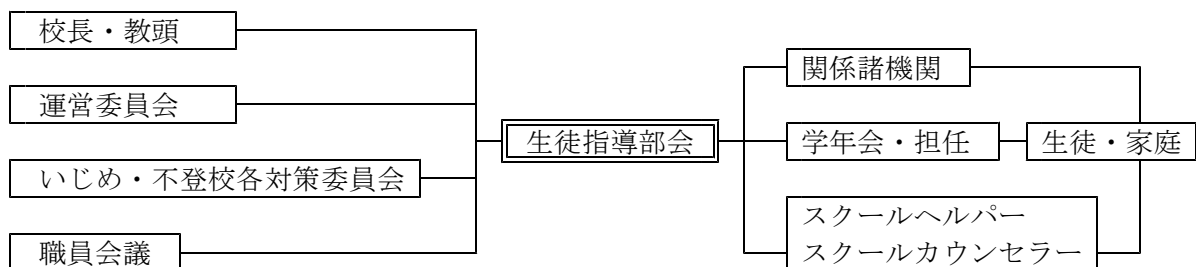 校長・教頭
運営委員会
いじめ・不登校各対策委員会
職員会議
生徒指導部会
関係諸機関
学年会・担任
スクールヘルパー
スクールカウンセラー
生徒・家庭